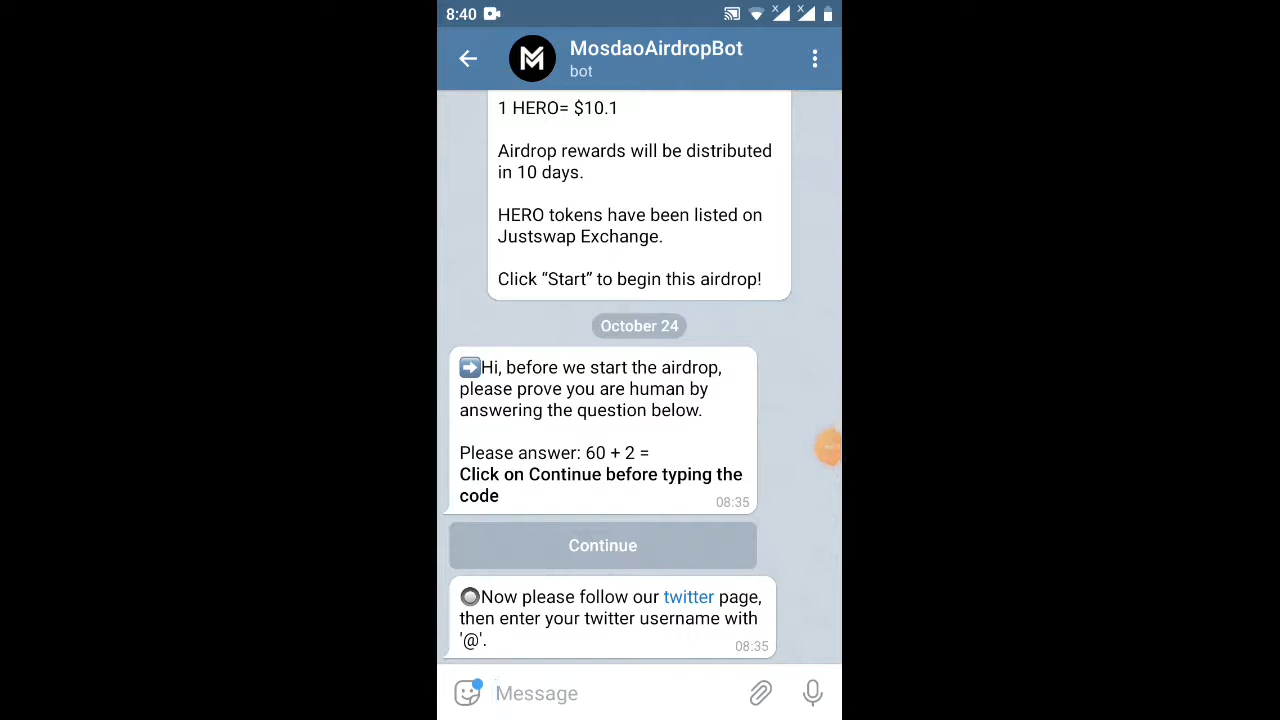 8:40
MosdaoAirdropBot
bot
1 HERO= $10.1
Airdrop rewards will be distributed
in 10 days.
HERO tokens have been listed on
Justswap Exchange.
Click “Start” to begin this airdrop!
October 24
➡Hi, before we start the airdrop,
please prove you are human by
answering the question below.
Please answer: 60 + 2 =
Click on Continue before typing the
code
08:35
Continue
🔘Now please follow our twitter page,
then enter your twitter username with
'@'.
08:35
Message